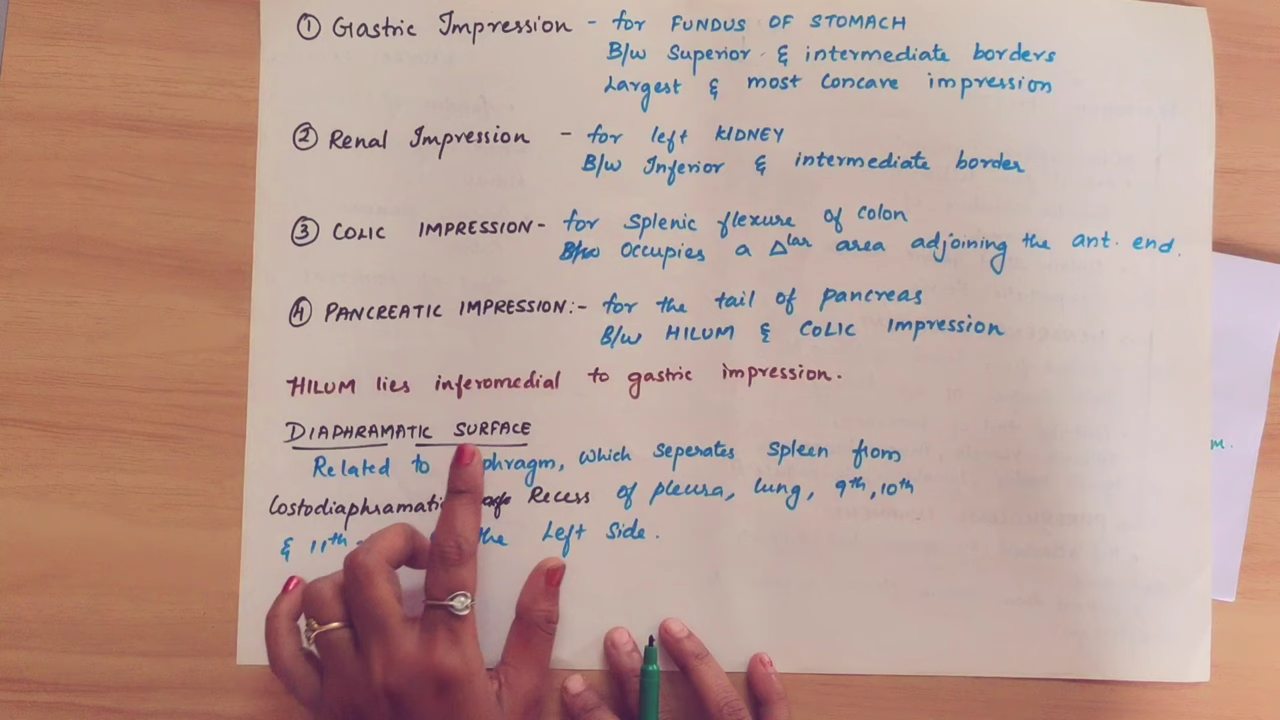 ① Gastric Impression - for FUNDUS OF STOMACH
B/w Superior & intermediate borders
Largest & most concave impression
② Renal Impression - for left KIDNEY
B/w Inferior & intermediate border
③ COLIC IMPRESSION - for Splenic flexure of colon
Occupies a Δlar area adjoining the ant. end.
④ PANCREATIC IMPRESSION:- for the tail of pancreas
B/w HILUM & COLIC Impression
HILUM lies inferomedial to gastric impression.
DIAPHRAMATIC SURFACE
Related to phragm, which seperates spleen from
Costodiaphramati Recess of pleura, lung, 9th, 10th
& 11th the Left Side.
m.